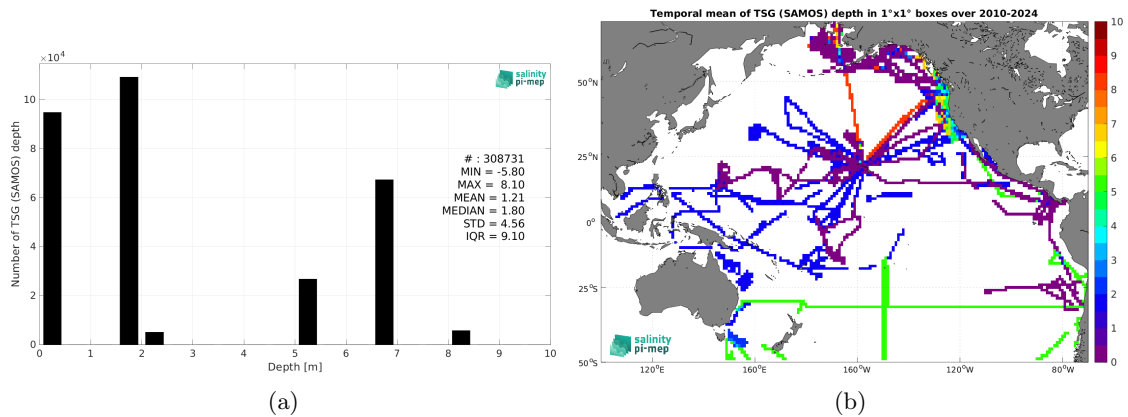 ×10⁴
10
8
6
4
2
0
Number of TSG (SAMOS) depth
salinity
pi-mep
# : 308731
MIN = -5.80
MAX = 8.10
MEAN = 1.21
MEDIAN = 1.80
STD = 4.56
IQR = 9.10
0 1 2 3 4 5 6 7 8 9 10
Depth [m]
(a)
Temporal mean of TSG (SAMOS) depth in 1°x1° boxes over 2010-2024
50°N
25°N
0°
25°S
50°S
salinity
pi-mep
120°E 160°E 160°W 120°W 80°W
10
9
8
7
6
5
4
3
2
1
0
(b)